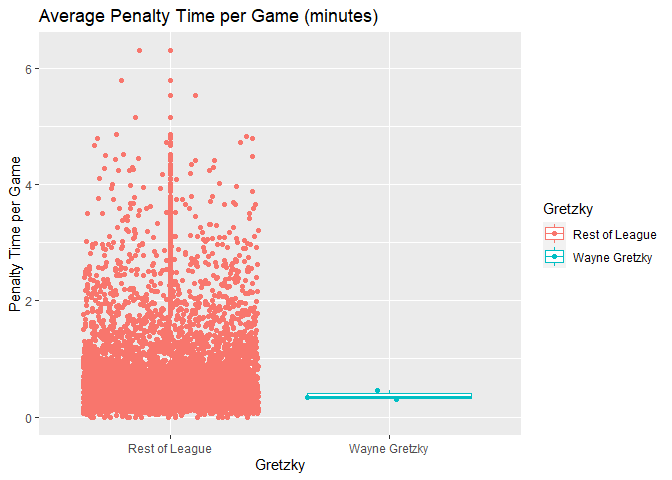 Average Penalty Time per Game (minutes)
Penalty Time per Game
6
4
2
0
Rest of League
Wayne Gretzky
Gretzky
Gretzky
Rest of League
Wayne Gretzky